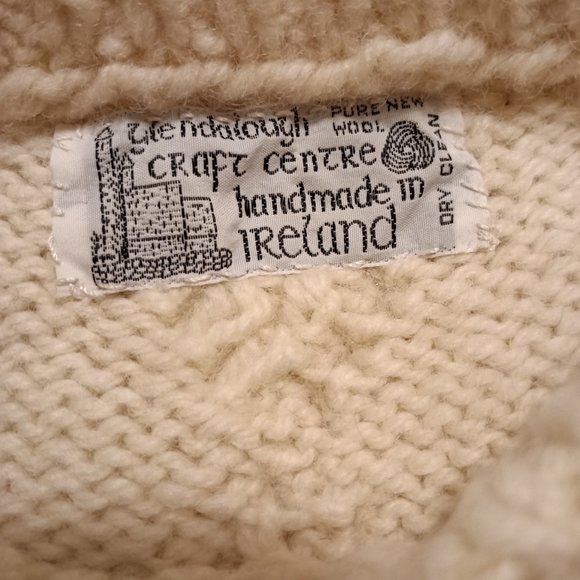 Glendalough
CRAFT CENTRE
handmade in
IRELAND
PURE NEW
WOOL
DRY CLEAN